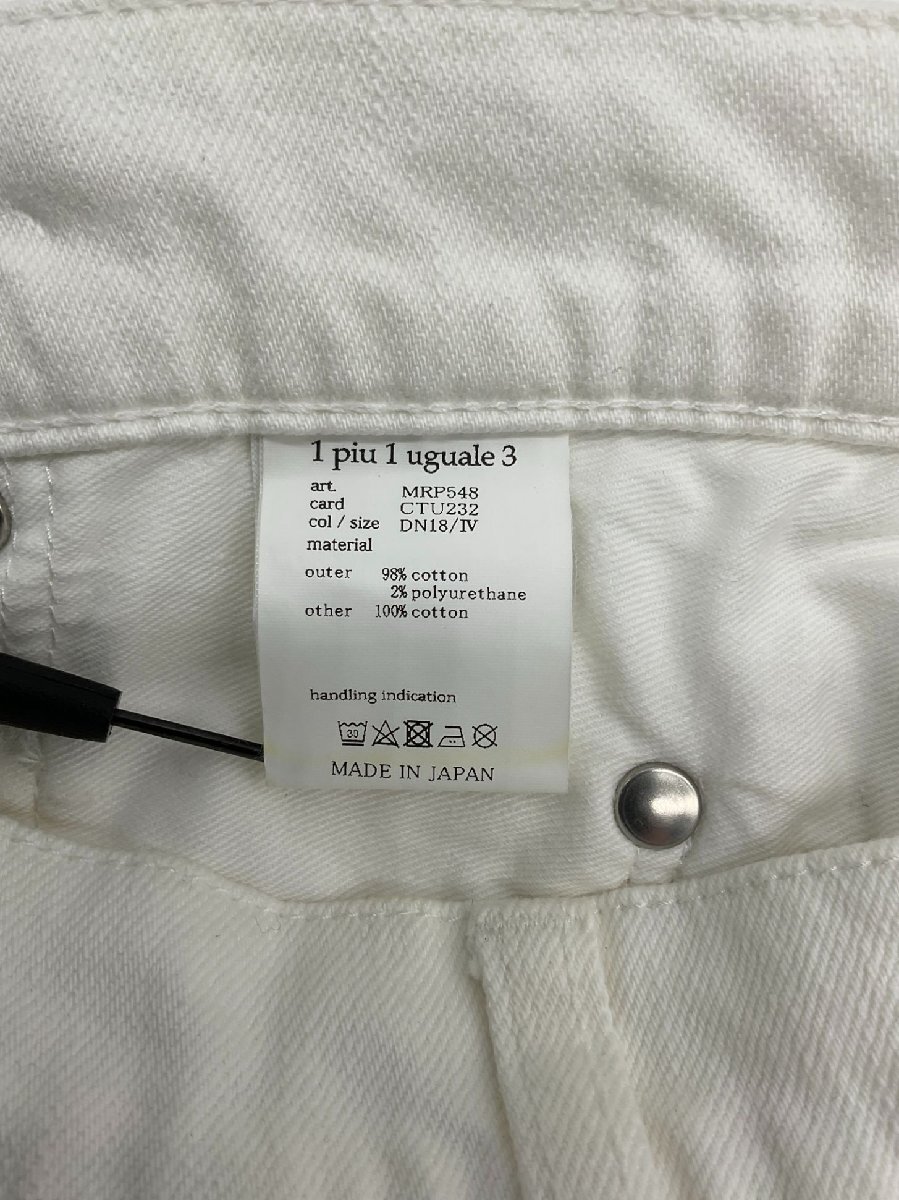 1 piu 1 uguale 3
art. MRP548
card CTU232
col / size DN18/Ⅳ
material
outer 98% cotton
2% polyurethane
other 100% cotton
handling indication
30
MADE IN JAPAN